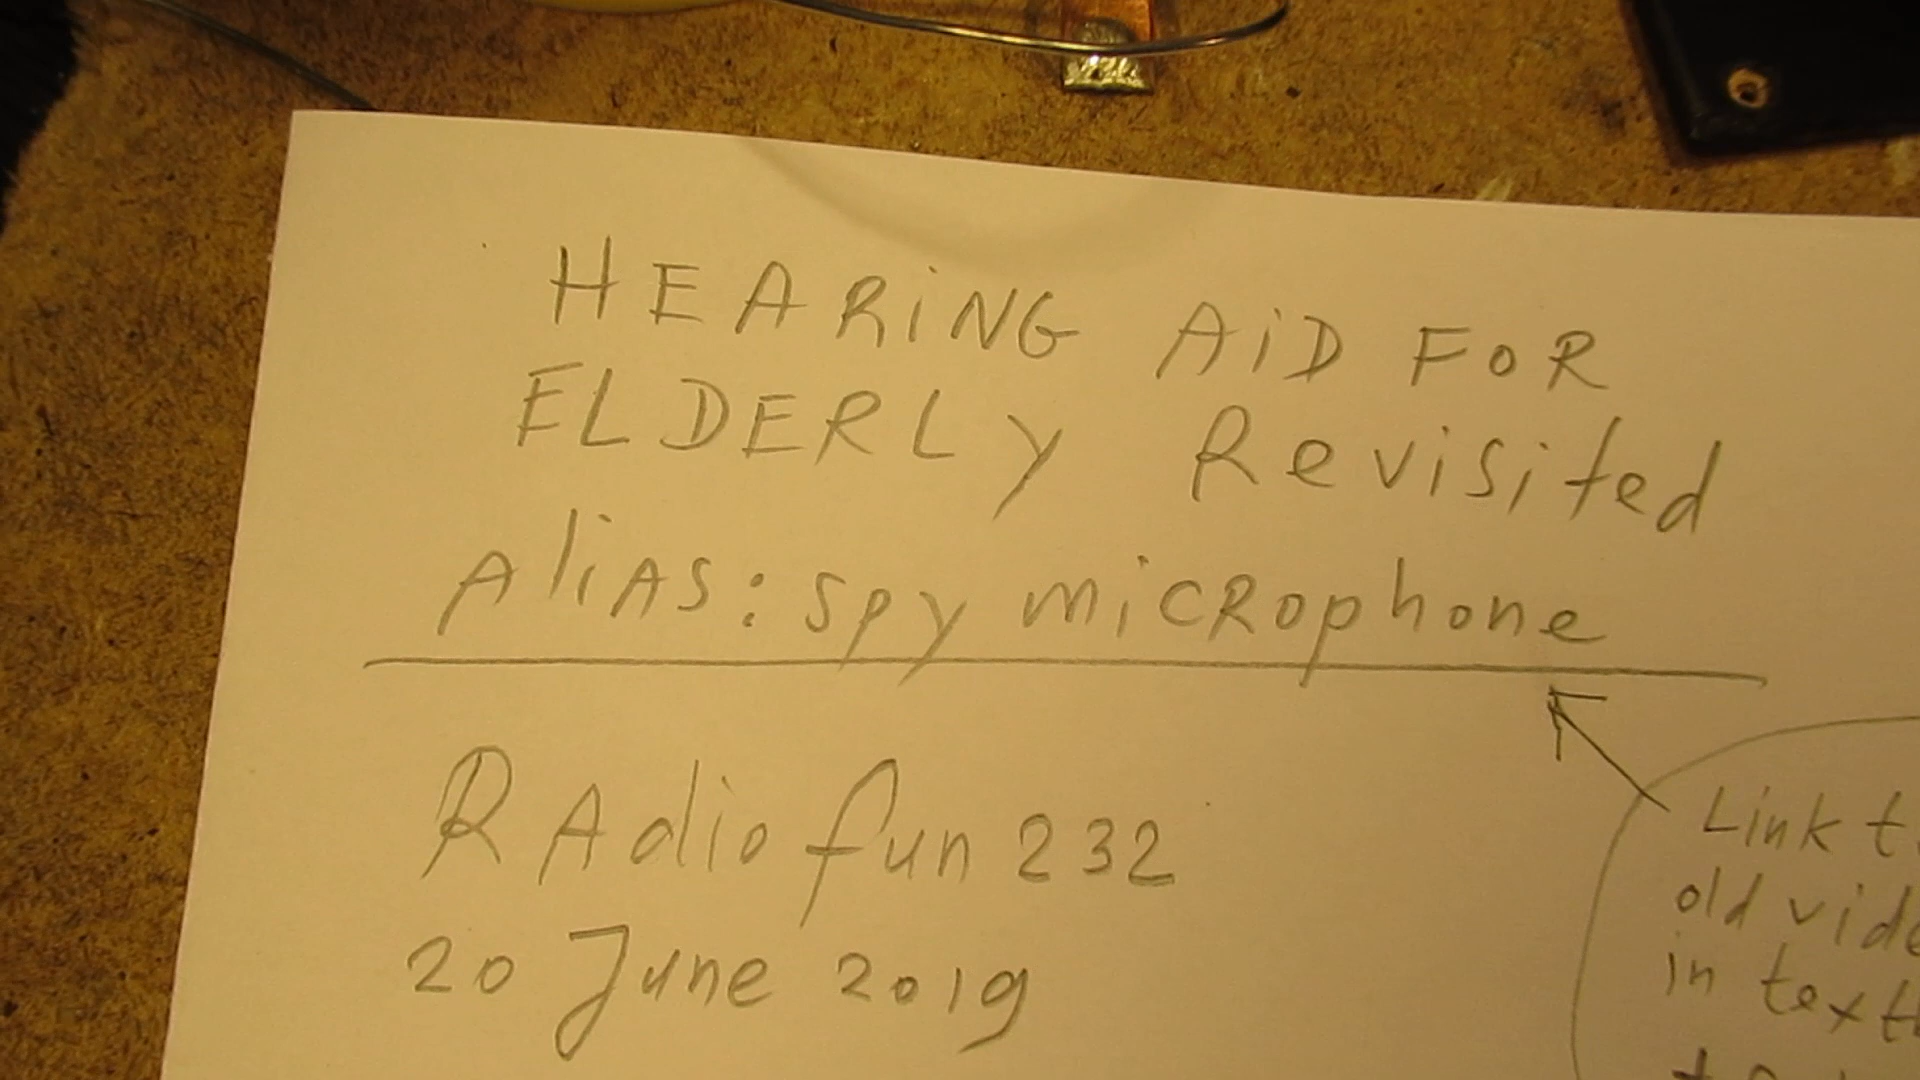 HEARiNG AiD FoR
ELDERLy Revisited
AliAS: Spy miCRophone
RAdio fun 232
20 June 2019
Link
old
in